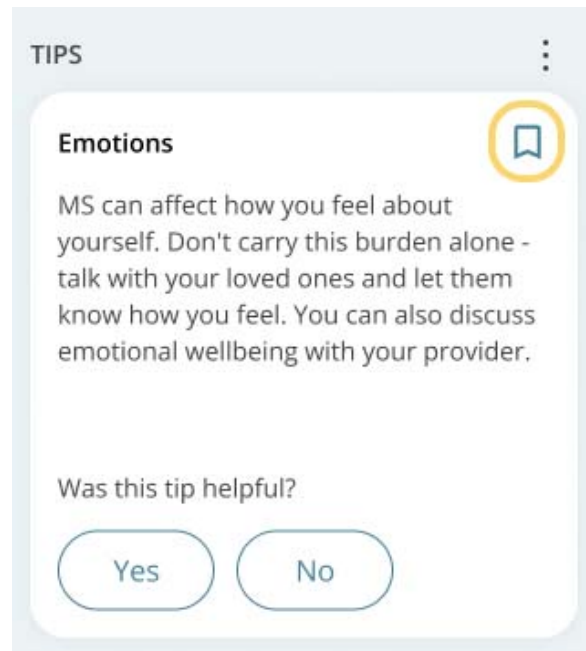 TIPS
Emotions
MS can affect how you feel about
yourself. Don't carry this burden alone -
talk with your loved ones and let them
know how you feel. You can also discuss
emotional wellbeing with your provider.
Was this tip helpful?
Yes No